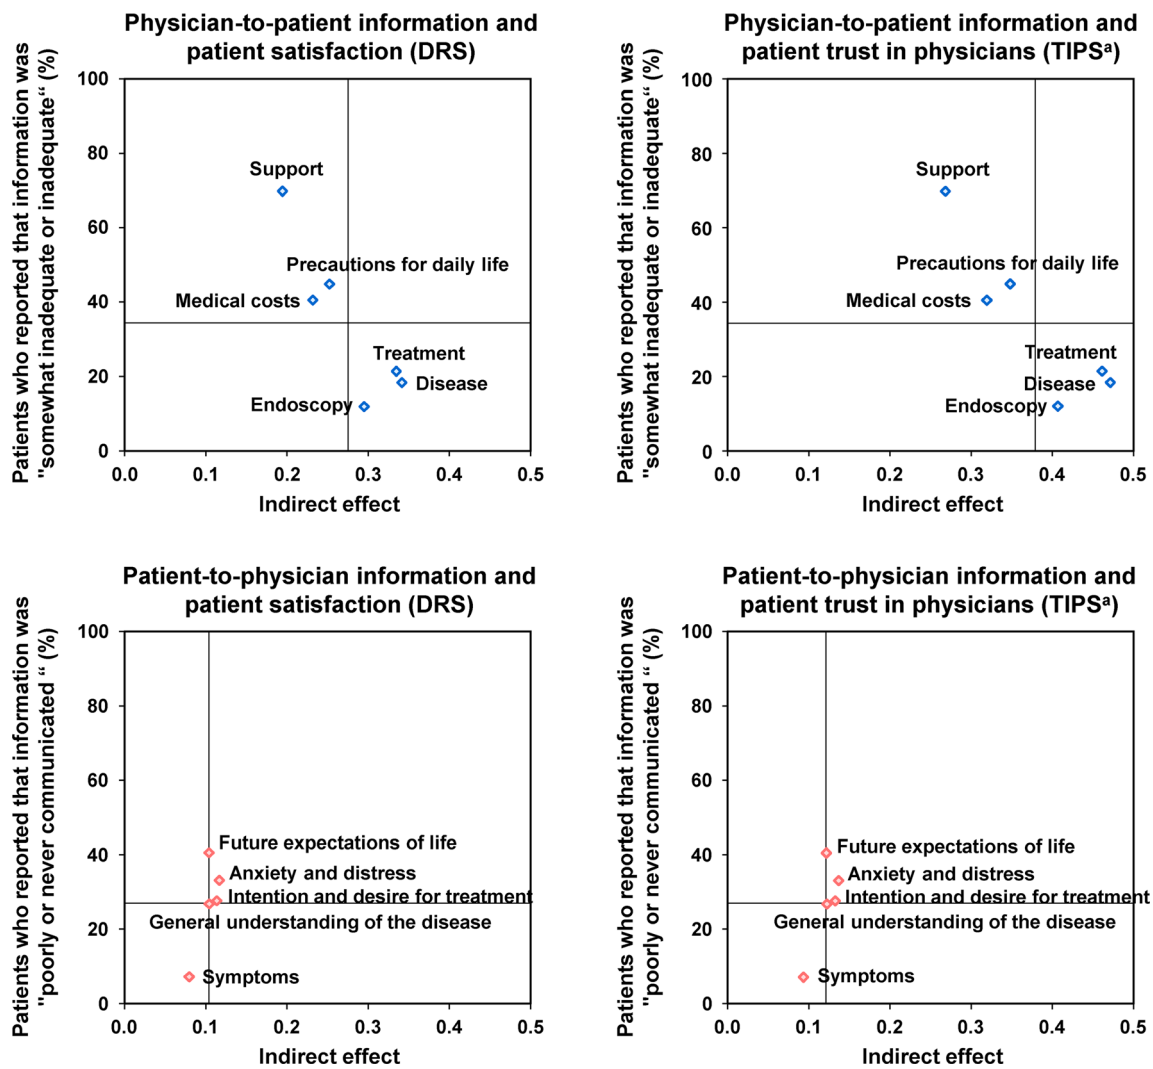 Physician-to-patient information and
patient satisfaction (DRS)
Patients who reported that information was
"somewhat inadequate or inadequate“ (%)
100
80
60
40
20
0
Support
Precautions for daily life
Medical costs
Treatment
Disease
Endoscopy
0.0 0.1 0.2 0.3 0.4 0.5
Indirect effect
Physician-to-patient information and
patient trust in physicians (TIPSᵃ)
Patients who reported that information was
"somewhat inadequate or inadequate“ (%)
100
80
60
40
20
0
Support
Precautions for daily life
Medical costs
Treatment
Disease
Endoscopy
0.0 0.1 0.2 0.3 0.4 0.5
Indirect effect
Patient-to-physician information and
patient satisfaction (DRS)
Patients who reported that information was
"poorly or never communicated “ (%)
100
80
60
40
20
0
Future expectations of life
Anxiety and distress
Intention and desire for treatment
General understanding of the disease
Symptoms
0.0 0.1 0.2 0.3 0.4 0.5
Indirect effect
Patient-to-physician information and
patient trust in physicians (TIPSᵃ)
Patients who reported that information was
"poorly or never communicated “ (%)
100
80
60
40
20
0
Future expectations of life
Anxiety and distress
Intention and desire for treatment
General understanding of the disease
Symptoms
0.0 0.1 0.2 0.3 0.4 0.5
Indirect effect